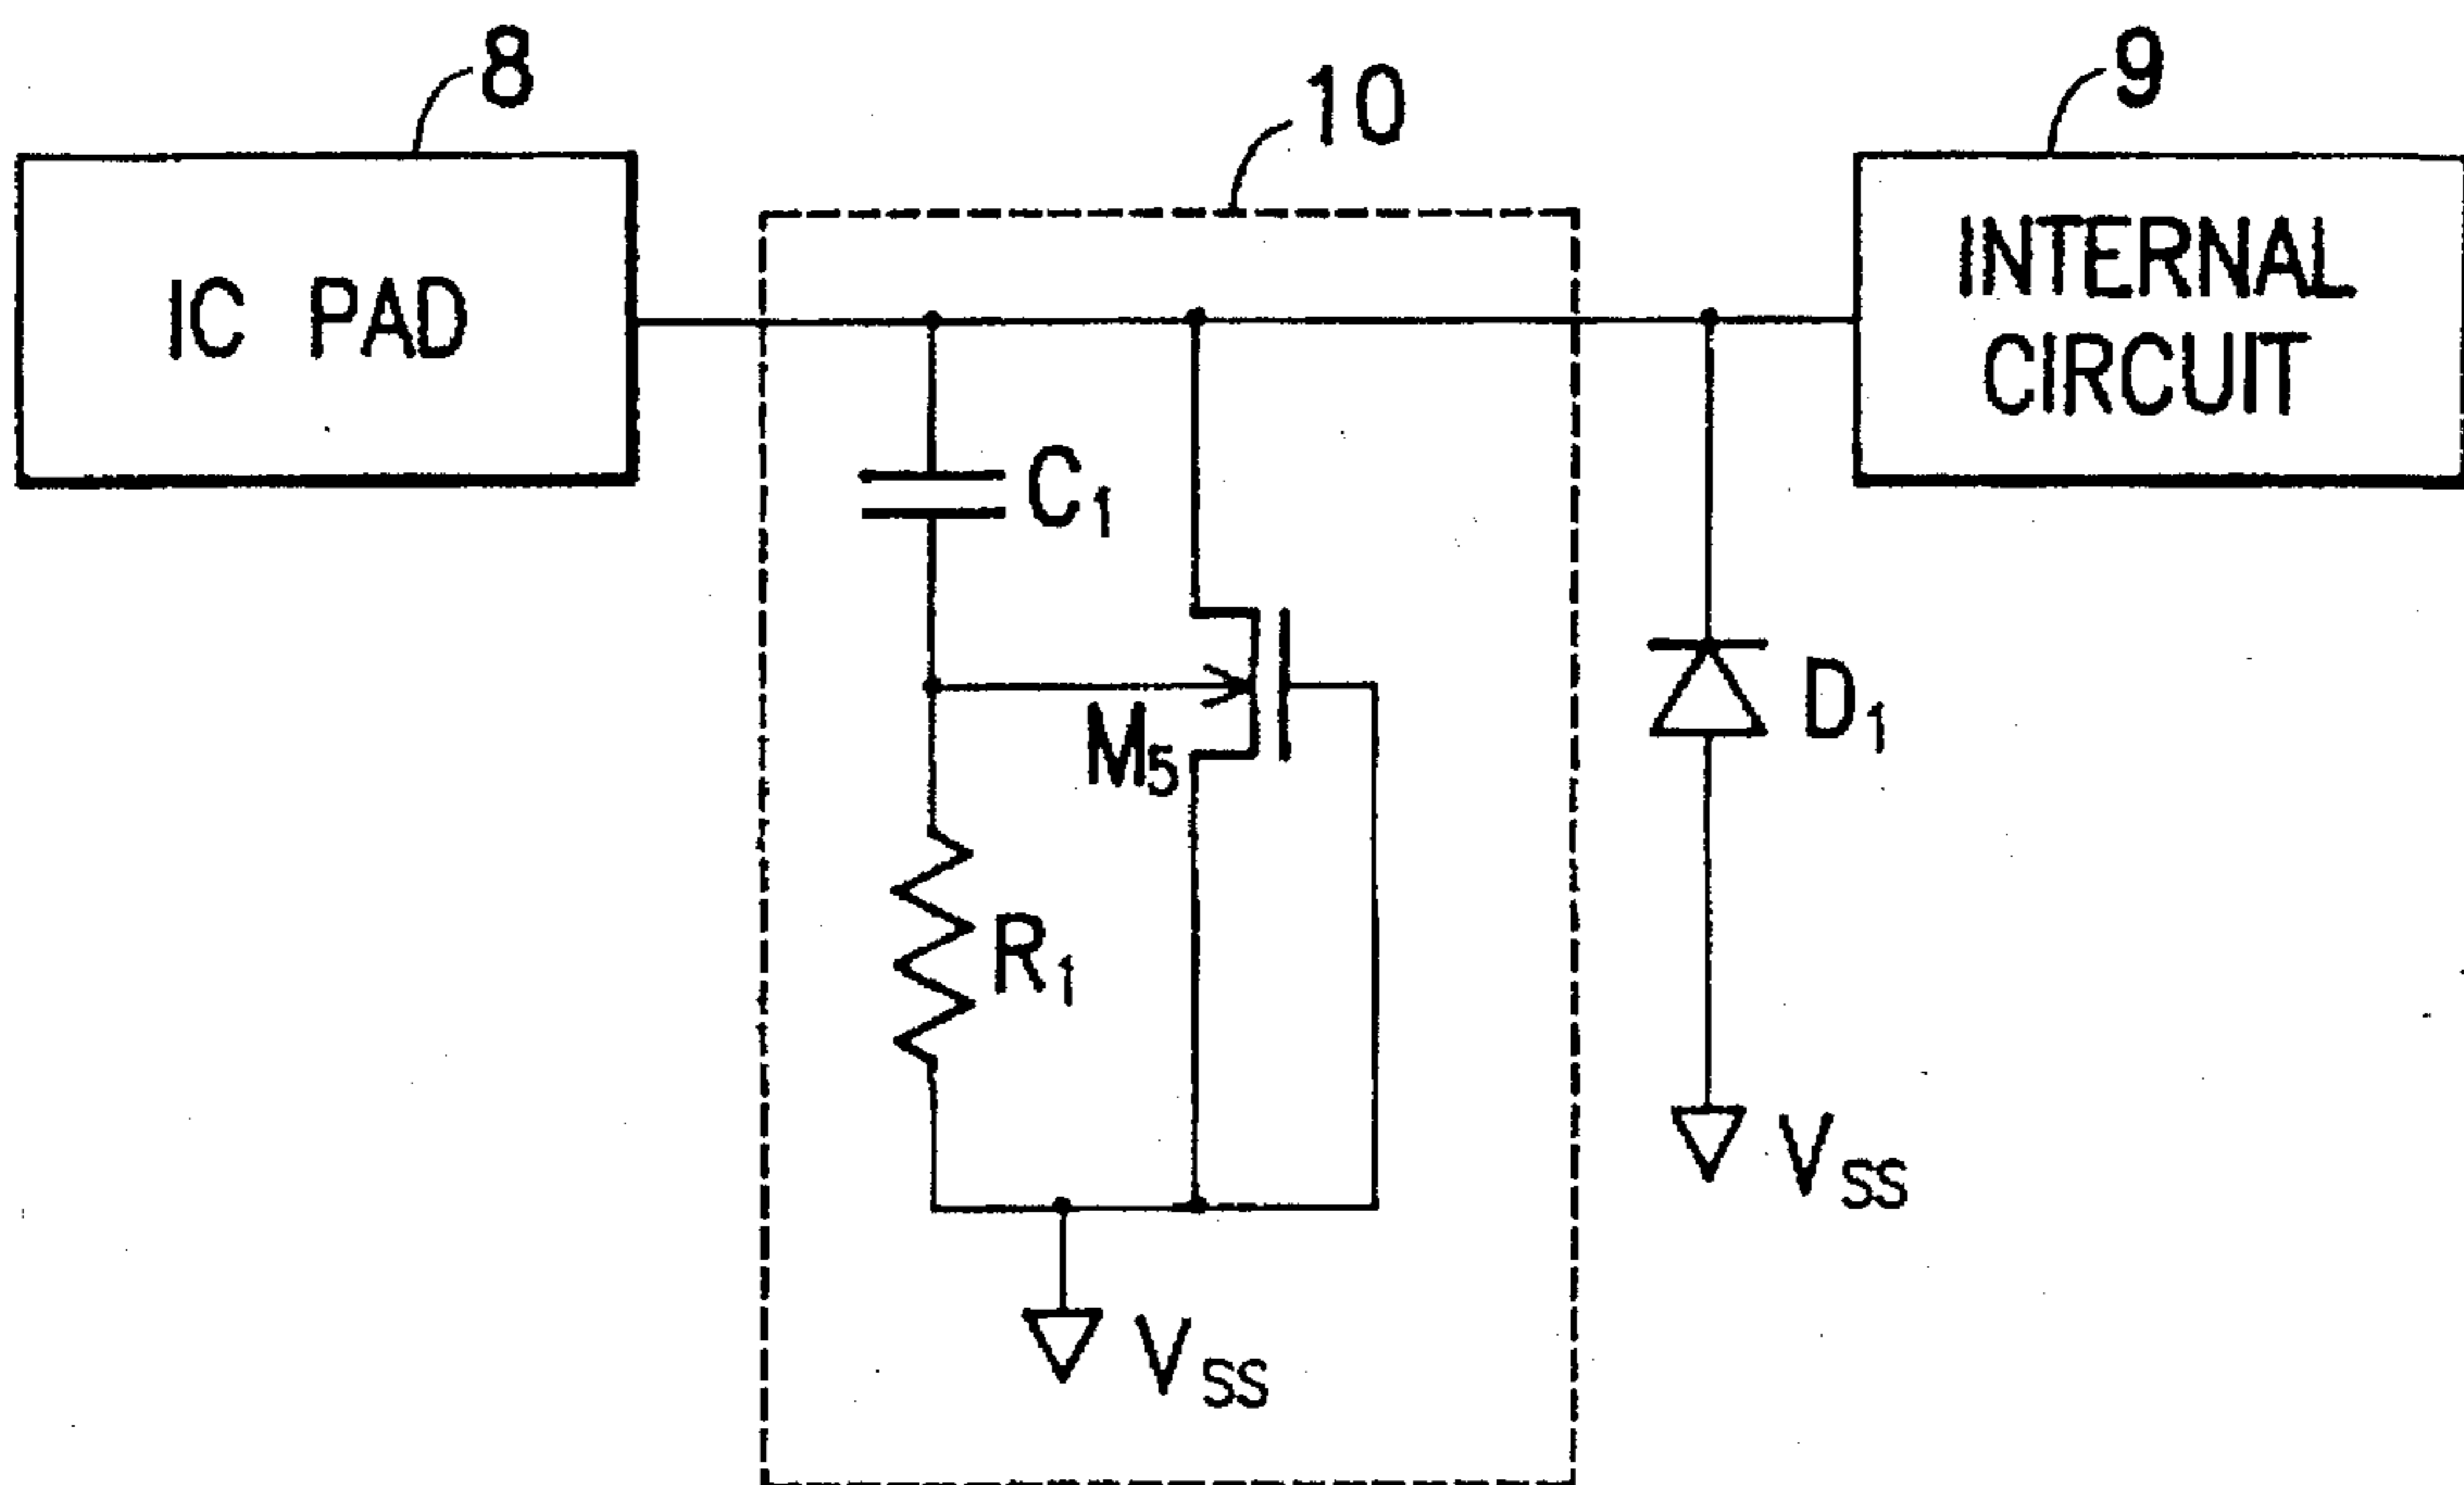 8
10
9
IC PAD
INTERNAL
CIRCUIT
C1
M5
D1
R1
VSS
VSS